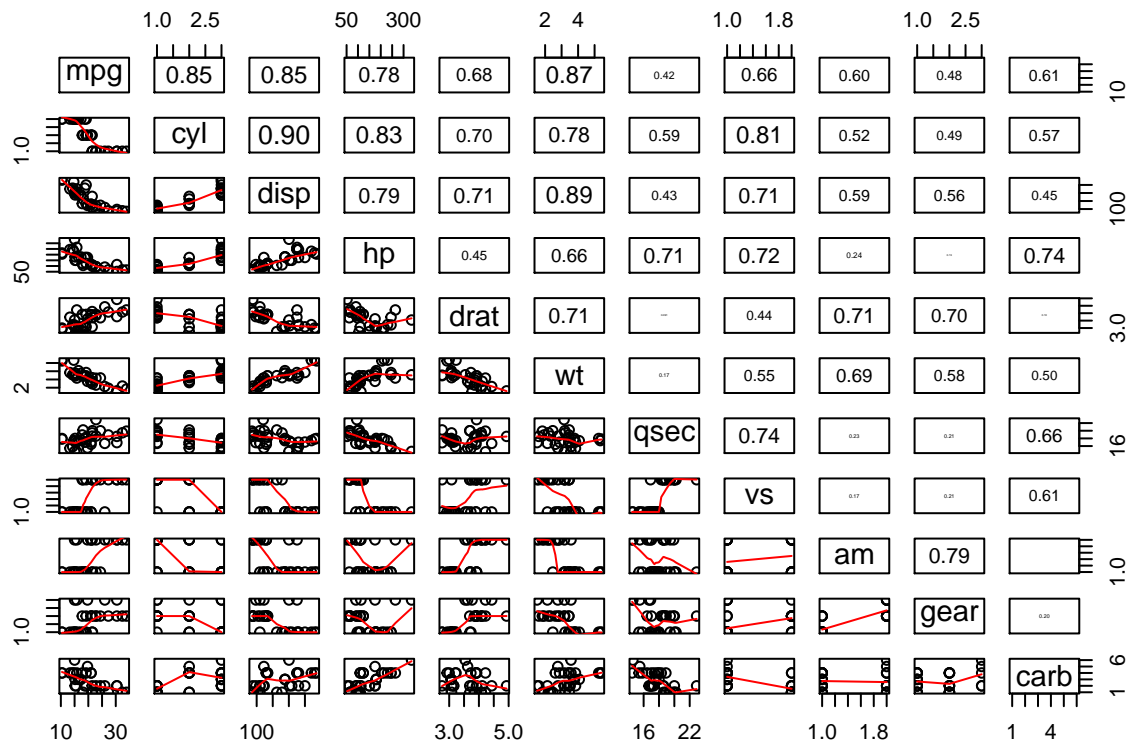 1.0 2.5 50 300 2 4 1.0 1.8 1.0 2.5
mpg 0.85 0.85 0.78 0.68 0.87 0.42 0.66 0.60 0.48 0.61 10
1.0 cyl 0.90 0.83 0.70 0.78 0.59 0.81 0.52 0.49 0.57
disp 0.79 0.71 0.89 0.43 0.71 0.59 0.56 0.45 100
50 hp 0.45 0.66 0.71 0.72 0.24 0.74
drat 0.71 0.44 0.71 0.70 3.0
2 wt 0.17 0.55 0.69 0.58 0.50
qsec 0.74 0.23 0.21 0.66 16
1.0 vs 0.17 0.21 0.61
am 0.79 1.0
1.0 gear 0.20
carb 1 6
10 30 100 3.0 5.0 16 22 1.0 1.8 1 4